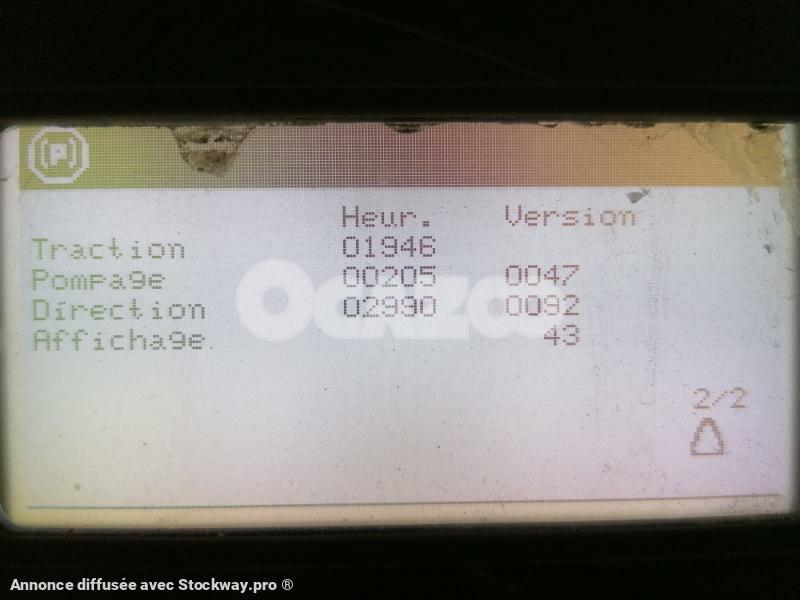 (P)
Heur. Version
Traction 01946
Pompage 00205 0047
Direction 02990 0092
Affichage. 43
2/2
Ocazoo
Annonce diffusée avec Stockway.pro ®